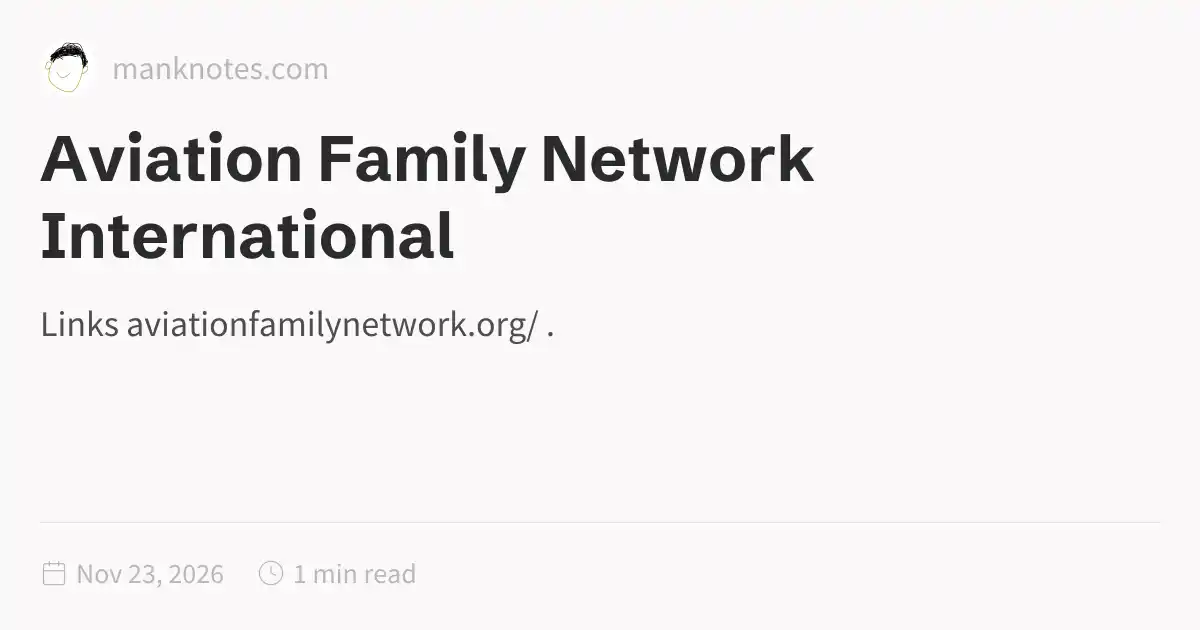 manknotes.com
Aviation Family Network
International
Links aviationfamilynetwork.org/ .
Nov 23, 2026
1 min read